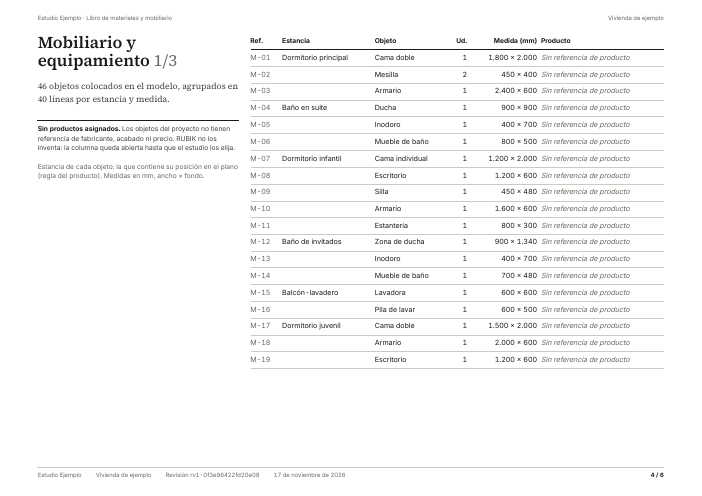 Estudio Ejemplo · Libro de materiales y mobiliario
Vivienda de ejemplo
Mobiliario y
equipamiento 1/3
46 objetos colocados en el modelo, agrupados en
40 líneas por estancia y medida.
Sin productos asignados. Los objetos del proyecto no tienen
referencia de fabricante, acabado ni precio. RUBIK no los
inventa: la columna queda abierta hasta que el estudio los elija.
Estancia de cada objeto: la que contiene su posición en el plano
(regla del producto). Medidas en mm, ancho × fondo.
Ref. Estancia Objeto Ud. Medida (mm) Producto
M-01 Dormitorio principal Cama doble 1 1.800 × 2.000 Sin referencia de producto
M-02 Mesilla 2 450 × 400 Sin referencia de producto
M-03 Armario 1 2.400 × 600 Sin referencia de producto
M-04 Baño en suite Ducha 1 900 × 900 Sin referencia de producto
M-05 Inodoro 1 400 × 700 Sin referencia de producto
M-06 Mueble de baño 1 800 × 500 Sin referencia de producto
M-07 Dormitorio infantil Cama individual 1 1.200 × 2.000 Sin referencia de producto
M-08 Escritorio 1 1.200 × 600 Sin referencia de producto
M-09 Silla 1 450 × 480 Sin referencia de producto
M-10 Armario 1 1.600 × 600 Sin referencia de producto
M-11 Estantería 1 800 × 300 Sin referencia de producto
M-12 Baño de invitados Zona de ducha 1 900 × 1.340 Sin referencia de producto
M-13 Inodoro 1 400 × 700 Sin referencia de producto
M-14 Mueble de baño 1 700 × 480 Sin referencia de producto
M-15 Balcón-lavadero Lavadora 1 600 × 600 Sin referencia de producto
M-16 Pila de lavar 1 600 × 500 Sin referencia de producto
M-17 Dormitorio juvenil Cama doble 1 1.500 × 2.000 Sin referencia de producto
M-18 Armario 1 2.000 × 600 Sin referencia de producto
M-19 Escritorio 1 1.200 × 600 Sin referencia de producto
Estudio Ejemplo Vivienda de ejemplo Revisión rv1-0f3e96422fd20e08 17 de noviembre de 2026 4 / 6